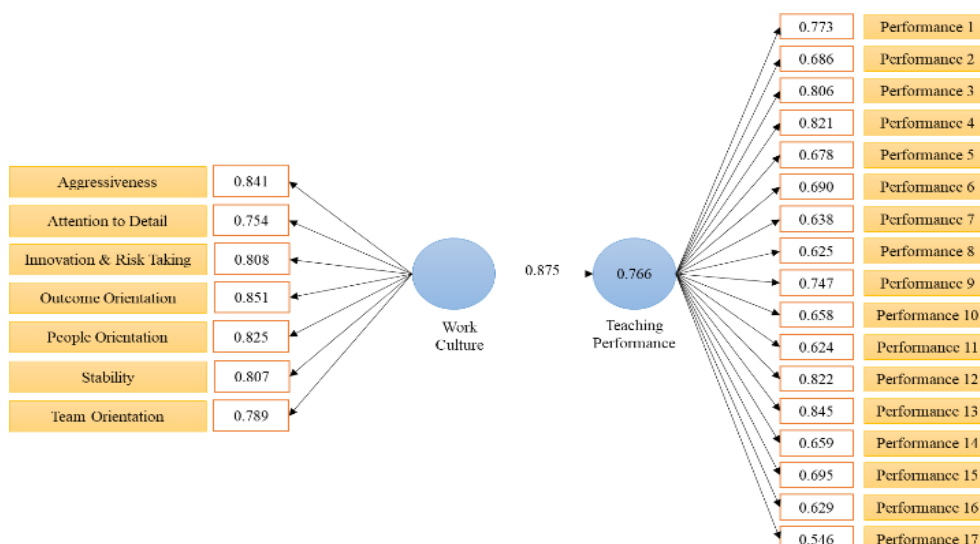 Aggressiveness 0.841
Attention to Detail 0.754
Innovation & Risk Taking 0.808
Outcome Orientation 0.851
People Orientation 0.825
Stability 0.807
Team Orientation 0.789
Work
Culture
0.875
0.766
Teaching
Performance
0.773 Performance 1
0.686 Performance 2
0.806 Performance 3
0.821 Performance 4
0.678 Performance 5
0.690 Performance 6
0.638 Performance 7
0.625 Performance 8
0.747 Performance 9
0.658 Performance 10
0.624 Performance 11
0.822 Performance 12
0.845 Performance 13
0.659 Performance 14
0.695 Performance 15
0.629 Performance 16
0.546 Performance 17